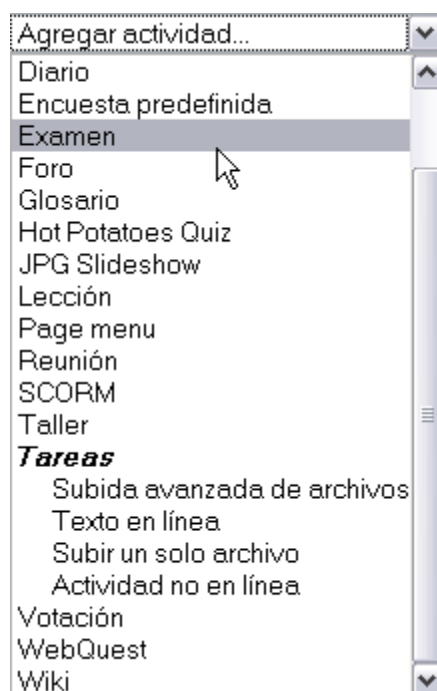 Agregar actividad...
Diario
Encuesta predefinida
Examen
Foro
Glosario
Hot Potatoes Quiz
JPG Slideshow
Lección
Page menu
Reunión
SCORM
Taller
Tareas
Subida avanzada de archivos
Texto en línea
Subir un solo archivo
Actividad no en línea
Votación
WebQuest
Wiki